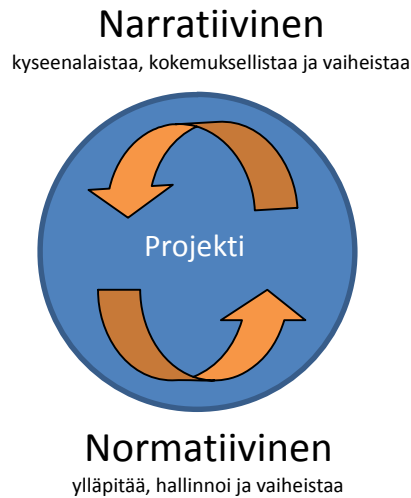 Narratiivinen
kyseenalaistaa, kokemuksellistaa ja vaiheistaa
Projekti
Normatiivinen
ylläpitää, hallinnoi ja vaiheistaa